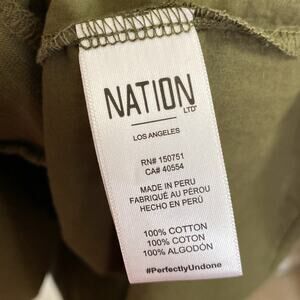 NATION
LTD
LOS ANGELES
RN# 150751
CA# 40554
MADE IN PERU
FABRIQUÉ AU PÉROU
HECHO EN PERÚ
100% COTTON
100% COTON
100% ALGODÓN
#PerfectlyUndone